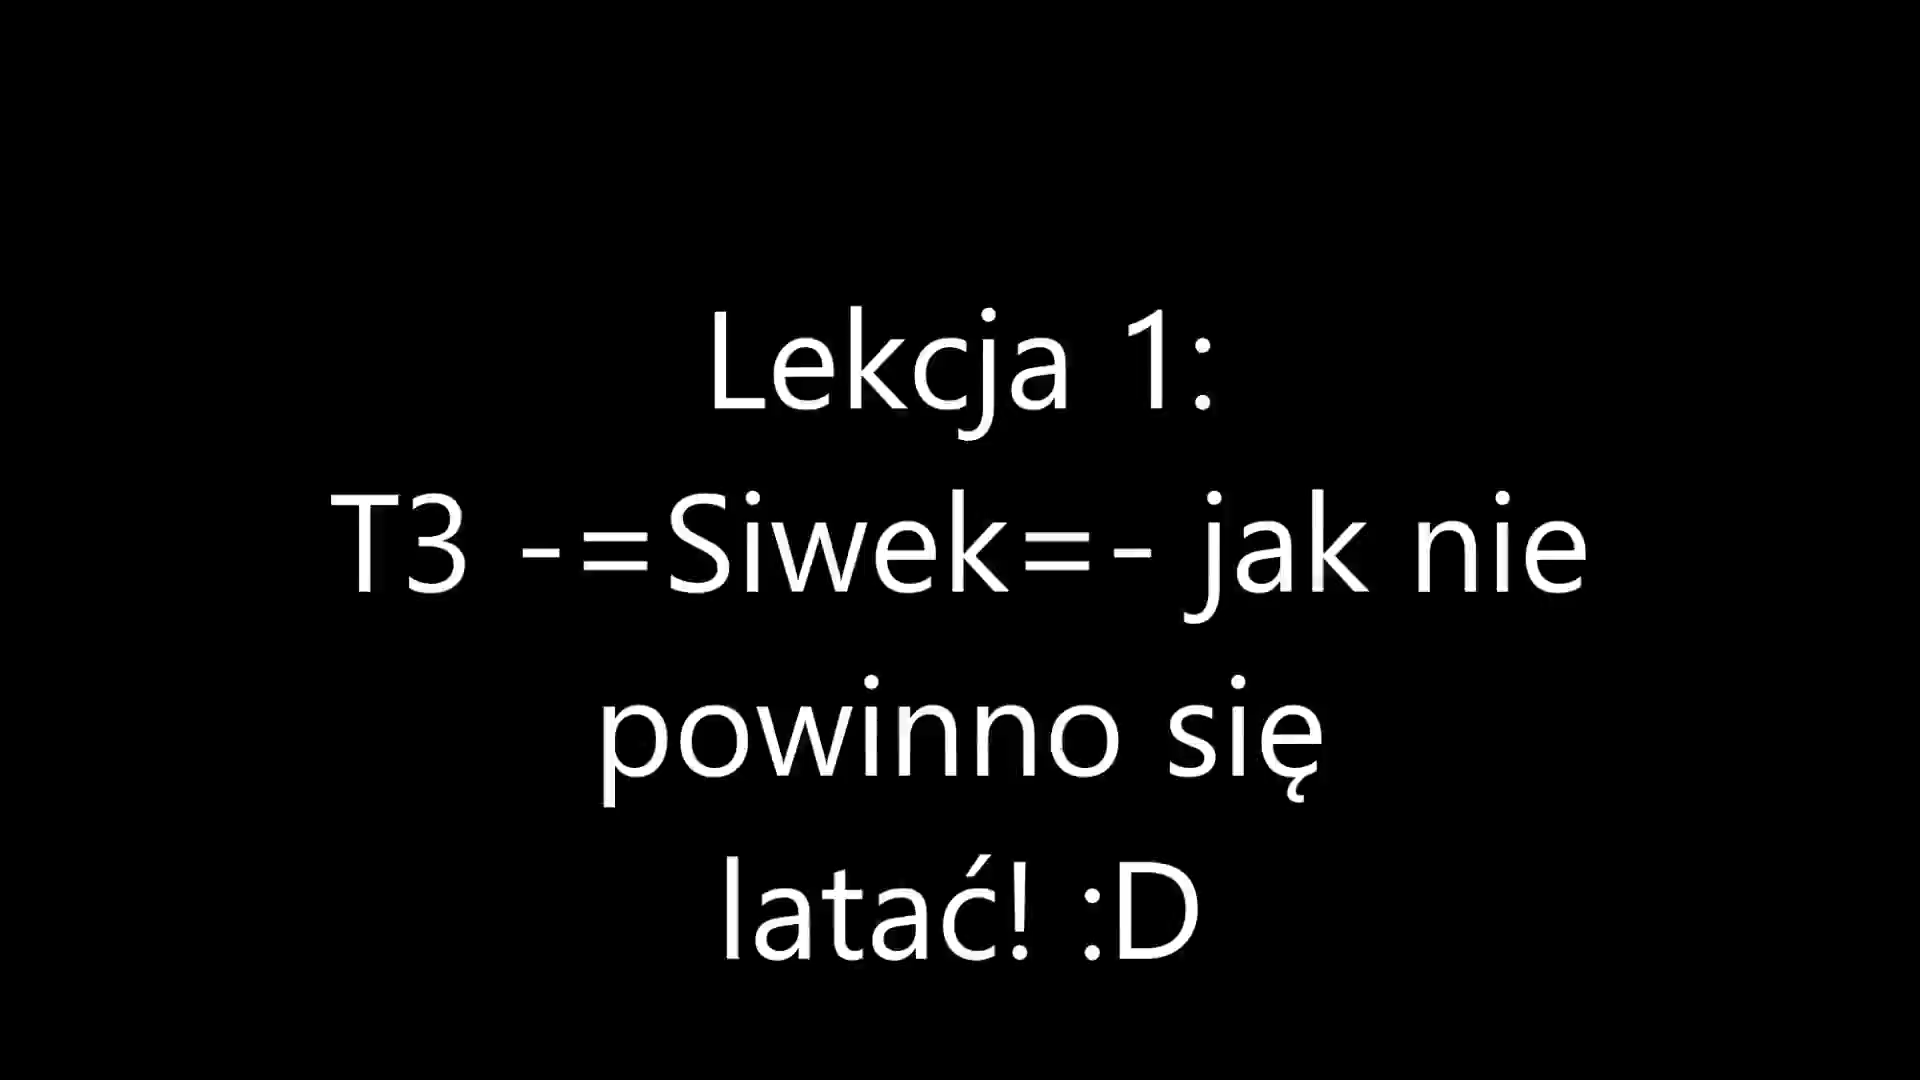 Lekcja 1:
T3 -=Siwek=- jak nie
powinno się
latać! :D